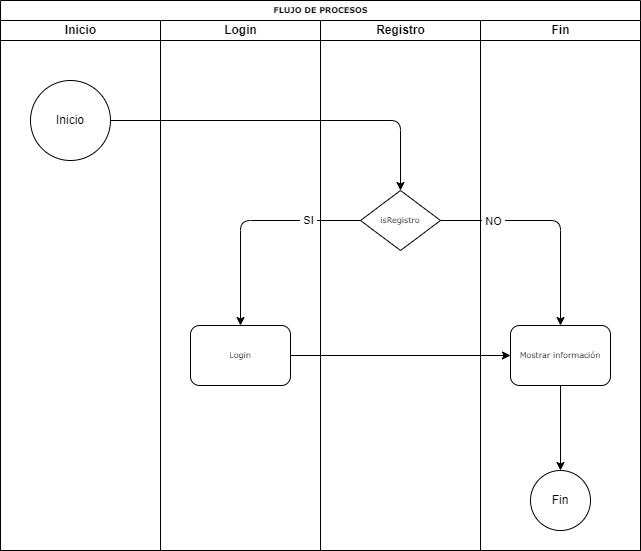 FLUJO DE PROCESOS
Inicio Login Registro Fin
Inicio
isRegistro
SI
NO
Login
Mostrar información
Fin